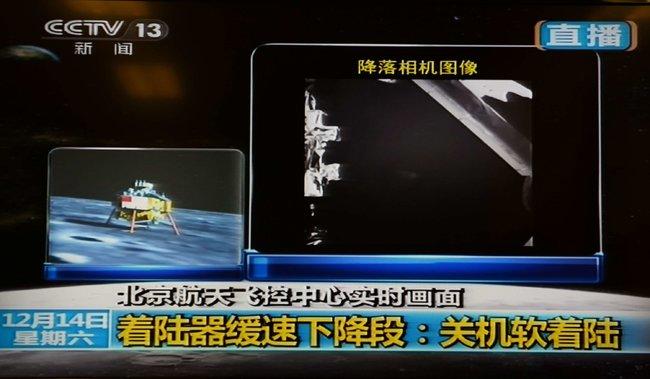 CCTV 13
新闻
直播
降落相机图像
北京航天飞控中心实时画面
12月14日
星期六
着陆器缓速下降段：关机软着陆